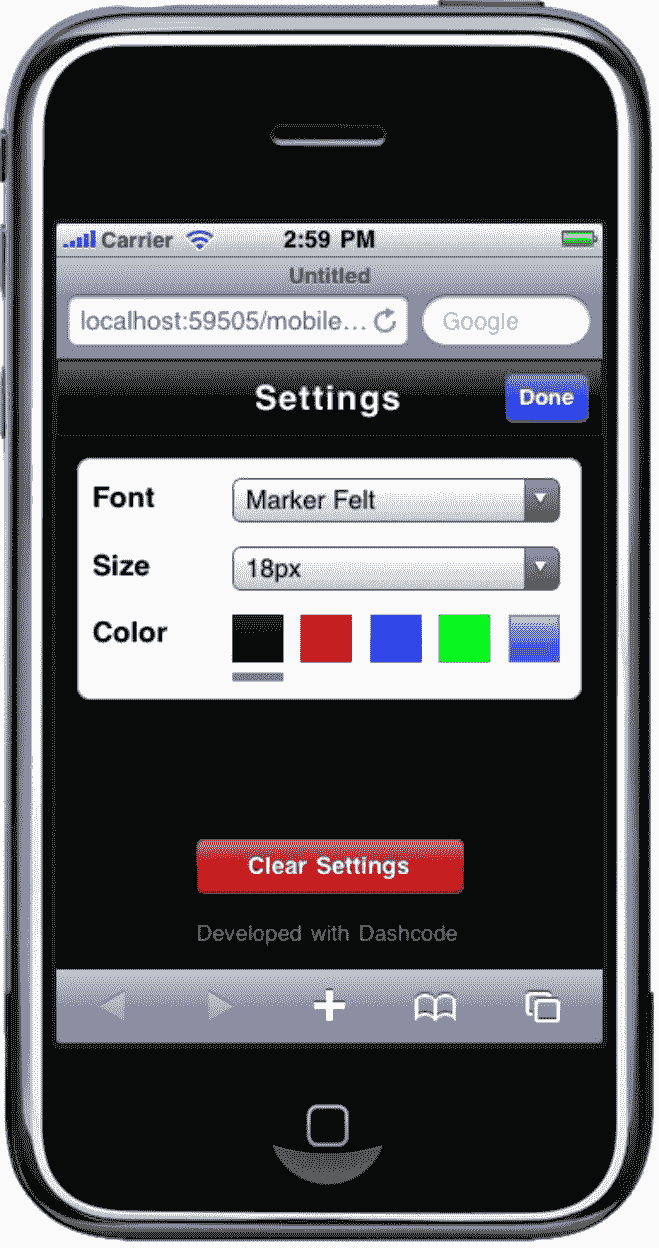 Carrier 2:59 PM
Untitled
localhost:59505/mobile... Google
Settings Done
Font Marker Felt
Size 18px
Color
Clear Settings
Developed with Dashcode